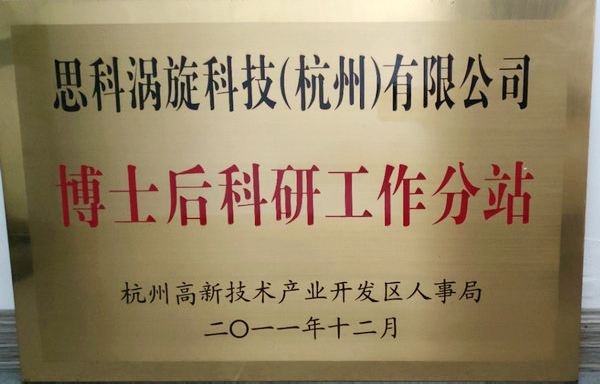 思科涡旋科技(杭州)有限公司
博士后科研工作分站
杭州高新技术产业开发区人事局
二〇一一年十二月